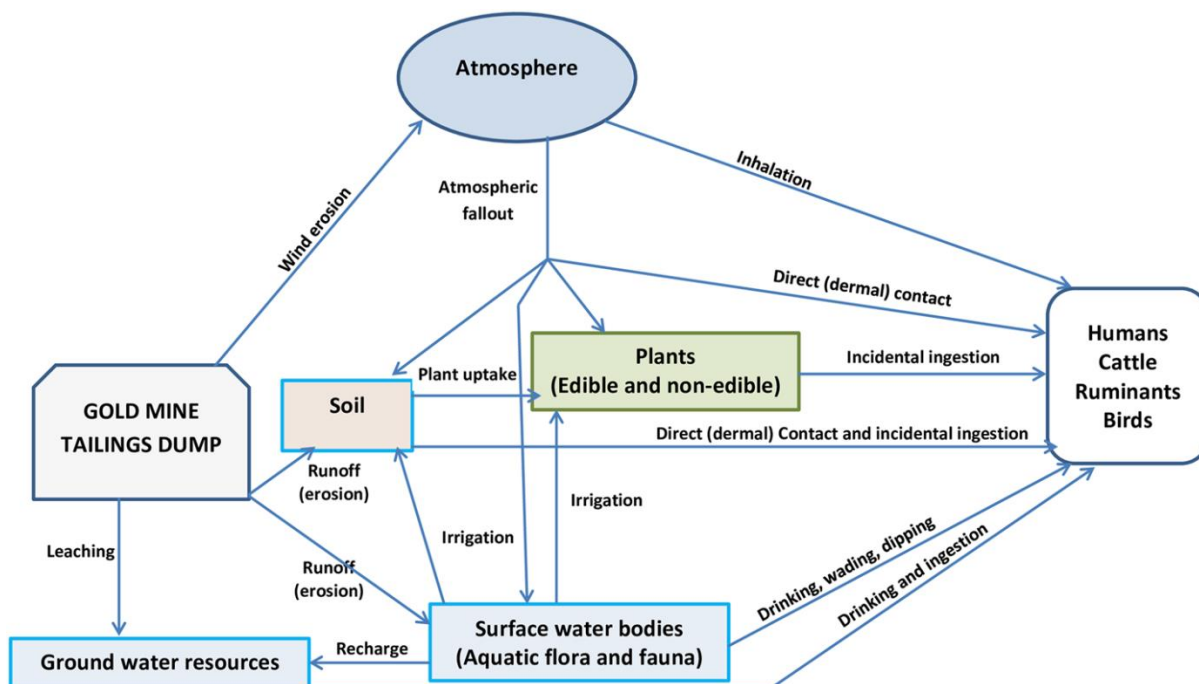 Atmosphere
Atmospheric
fallout
Inhalation
Wind erosion
Direct (dermal) contact
Humans
Cattle
Ruminants
Birds
Plants
(Edible and non-edible)
Incidental ingestion
Plant uptake
Soil
GOLD MINE
TAILINGS DUMP
Direct (dermal) Contact and incidental ingestion
Runoff
(erosion)
Irrigation
Irrigation
Leaching
Runoff
(erosion)
Drinking, wading, dipping
Drinking and ingestion
Surface water bodies
(Aquatic flora and fauna)
Recharge
Ground water resources